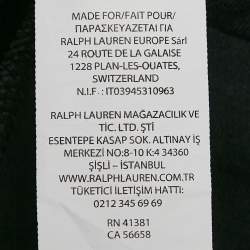 MADE FOR/FAIT POUR/
ΠΑΡΑΣΚΕΥΑΖΕΤΑΙ ΓΙΑ
RALPH LAUREN EUROPE Sárl
24 ROUTE DE LA GALAISE
1228 PLAN-LES-OUATES,
SWITZERLAND
N.I.F.: IT03945310963
RALPH LAUREN MAĞAZACILIK VE
TİC. LTD. ŞTİ
ESENTEPE KASAP SOK. ALTINAY İŞ
MERKEZİ NO:8-10 K:4 34360
ŞİŞLİ – İSTANBUL
WWW.RALPHLAUREN.COM.TR
TÜKETİCİ İLETİŞİM HATTI:
0212 345 69 69
RN 41381
CA 56658